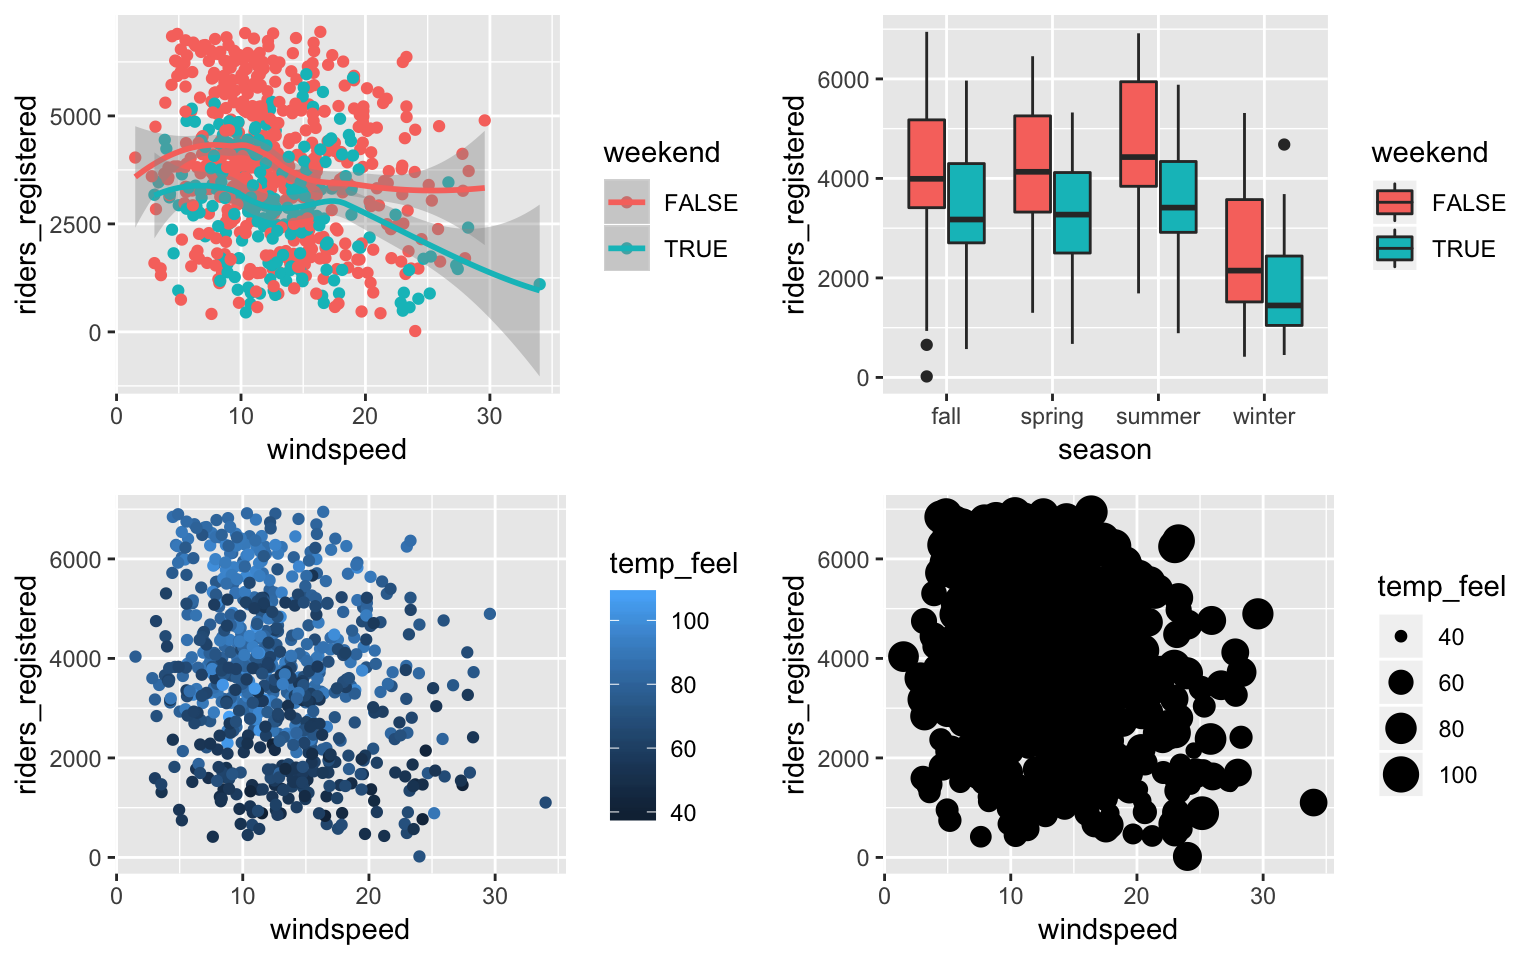 riders_registered
5000
2500
0
0
10
20
30
windspeed
weekend
FALSE
TRUE
riders_registered
6000
4000
2000
0
fall
spring
summer
winter
season
weekend
FALSE
TRUE
riders_registered
6000
4000
2000
0
0
10
20
30
windspeed
temp_feel
100
80
60
40
riders_registered
6000
4000
2000
0
0
10
20
30
windspeed
temp_feel
40
60
80
100